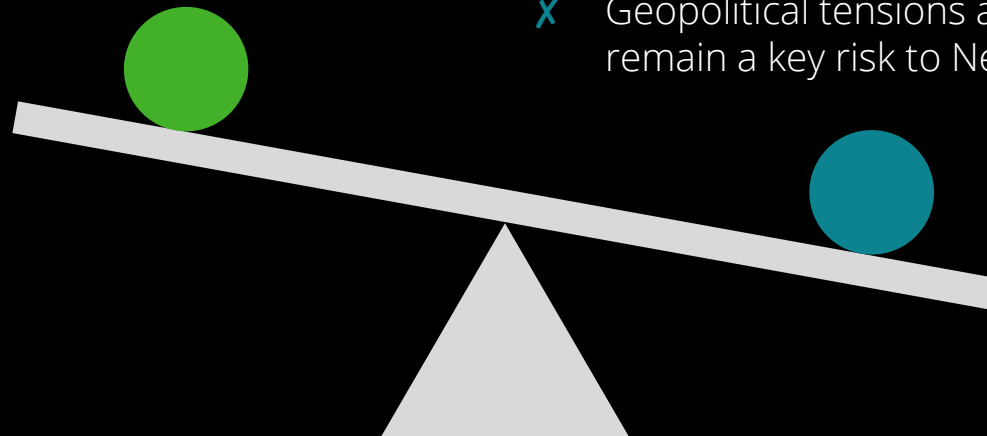 ✗ Geopolitical tensions a
remain a key risk to Ne